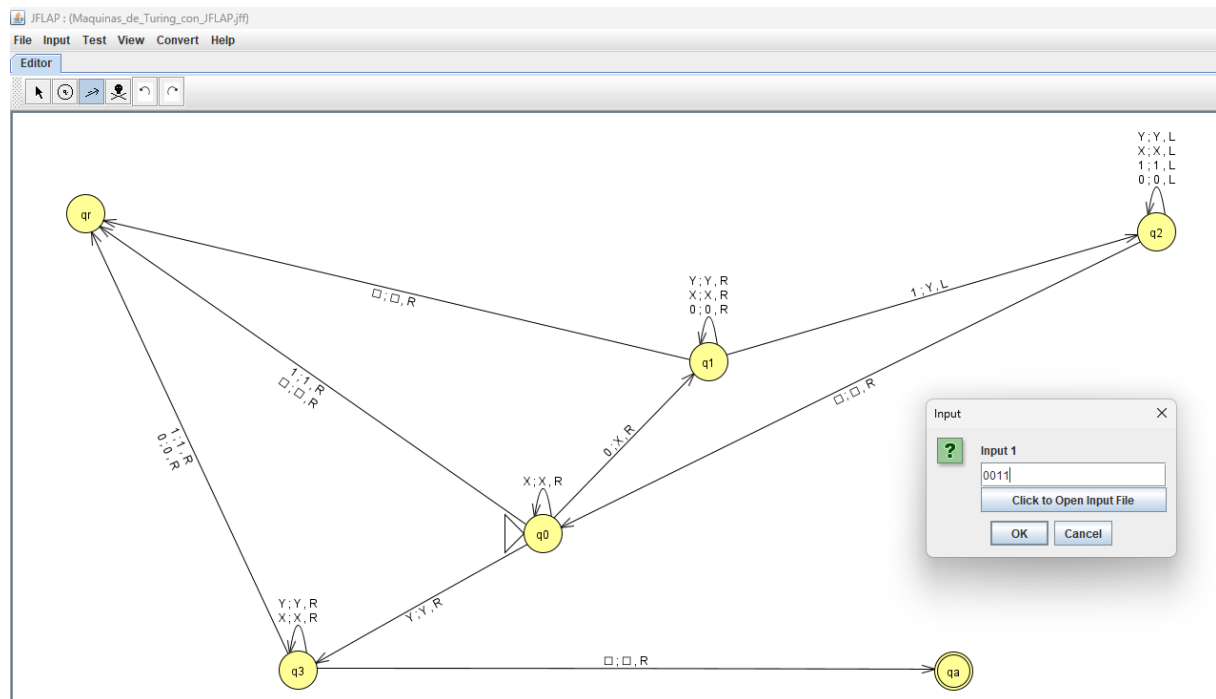 JFLAP : (Maquinas_de_Turing_con_JFLAP.jff)
File Input Test View Convert Help
Editor
Y ; Y , L
X ; X , L
1 ; 1 , L
0 ; 0 , L
qr
q2
Y ; Y , R
X ; X , R
0 ; 0 , R
□ ; □ , R
1 ; Y , L
q1
1 ; 1 , R
□ ; □ , R
□ ; □ , R
Input
Input 1
0011
Click to Open Input File
OK Cancel
1 ; 1 , R
0 ; 0 , R
0 ; X , R
X ; X , R
q0
Y ; Y , R
X ; X , R
Y ; Y , R
q3
□ ; □ , R
qa